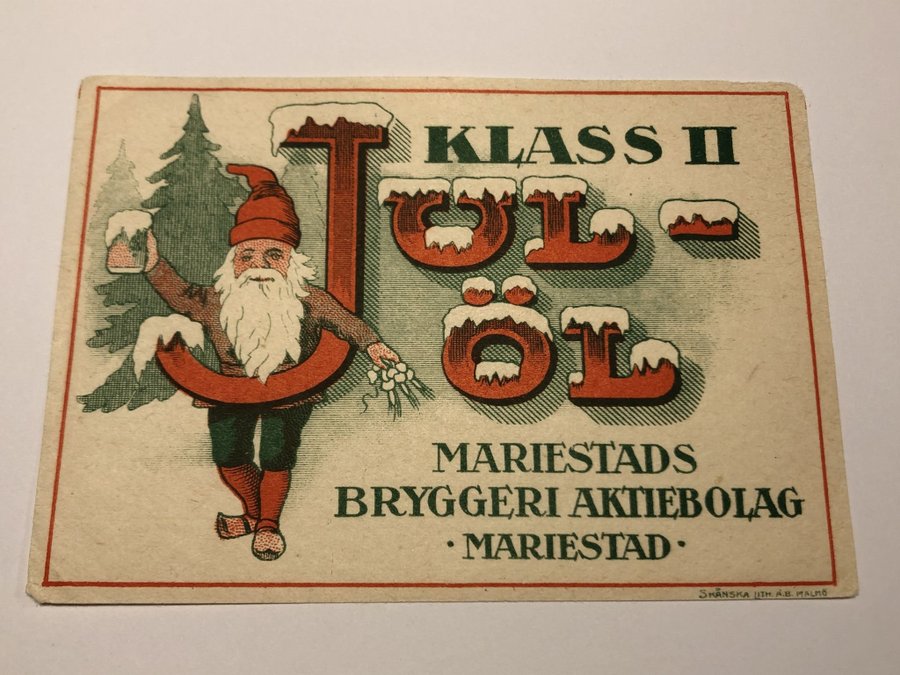 KLASS II
JUL-
ÖL
MARIESTADS
BRYGGERI AKTIEBOLAG
· MARIESTAD ·
SKÅNSKA LITH. A.B. MALMÖ